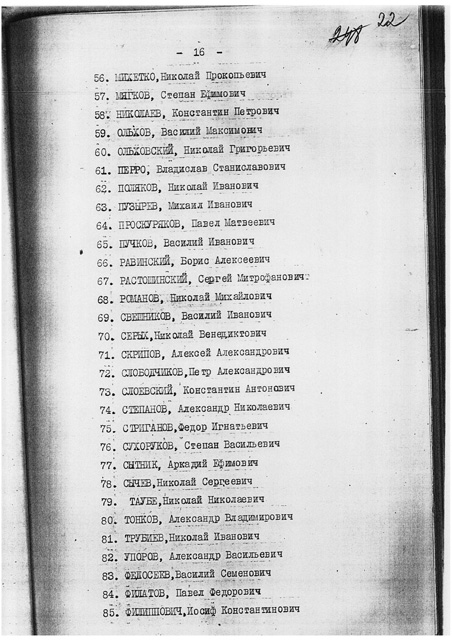 22
- 16 -
56. МИХЕТКО,Николай Прокопьевич
57. МЯГКОВ, Степан Ефимович
58. НИКОЛАЕВ, Константин Петрович
59. ОЛЬХОВ, Василий Максимович
60. ОЛЬХОВСКИЙ, Николай Григорьевич
61. ПЕРРО, Владислав Станиславович
62. ПОЛЯКОВ, Николай Иванович
63. ПУЗЫРЕВ, Михаил Иванович
64. ПРОСКУРЯКОВ, Павел Матвеевич
65. ПУЧКОВ, Василий Иванович
66. РАВИНСКИЙ, Борис Алексеевич
67. РАСТОШИНСКИЙ, Сергей Митрофанович
68. РОМАНОВ, Николай Михайлович
69. СВЕШНИКОВ, Василий Иванович
70. СЕРЫХ,Николай Венедиктович
71. СКРИПОВ, Алексей Александрович
72. СЛОБОДЧИКОВ,Петр Александрович
73. СЛОЕВСКИЙ, Константин Антонович
74. СТЕПАНОВ, Александр Николаевич
75. СТРИГАНОВ,Федор Игнатьевич
76. СУХОРУКОВ, Степан Васильевич
77. СЫТНИК, Аркадий Ефимович
78. СЫЧЕВ,Николай Сергеевич
79. ТАУБЕ,Николай Николаевич
80. ТОНКОВ, Александр Владимирович
81. ТРУБИЕВ,Николай Иванович
82. УПОРОВ, Александр Васильевич
83. ФЕДОСЕЕВ,Василий Семенович
84. ФИЛАТОВ, Павел Федорович
85. ФИЛИППОВИЧ,Иосиф Константинович